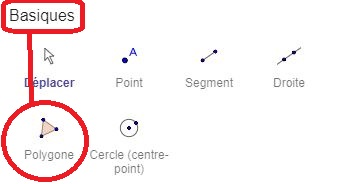 Basiques
A
Déplacer Point Segment Droite
Polygone Cercle (centre-
point)